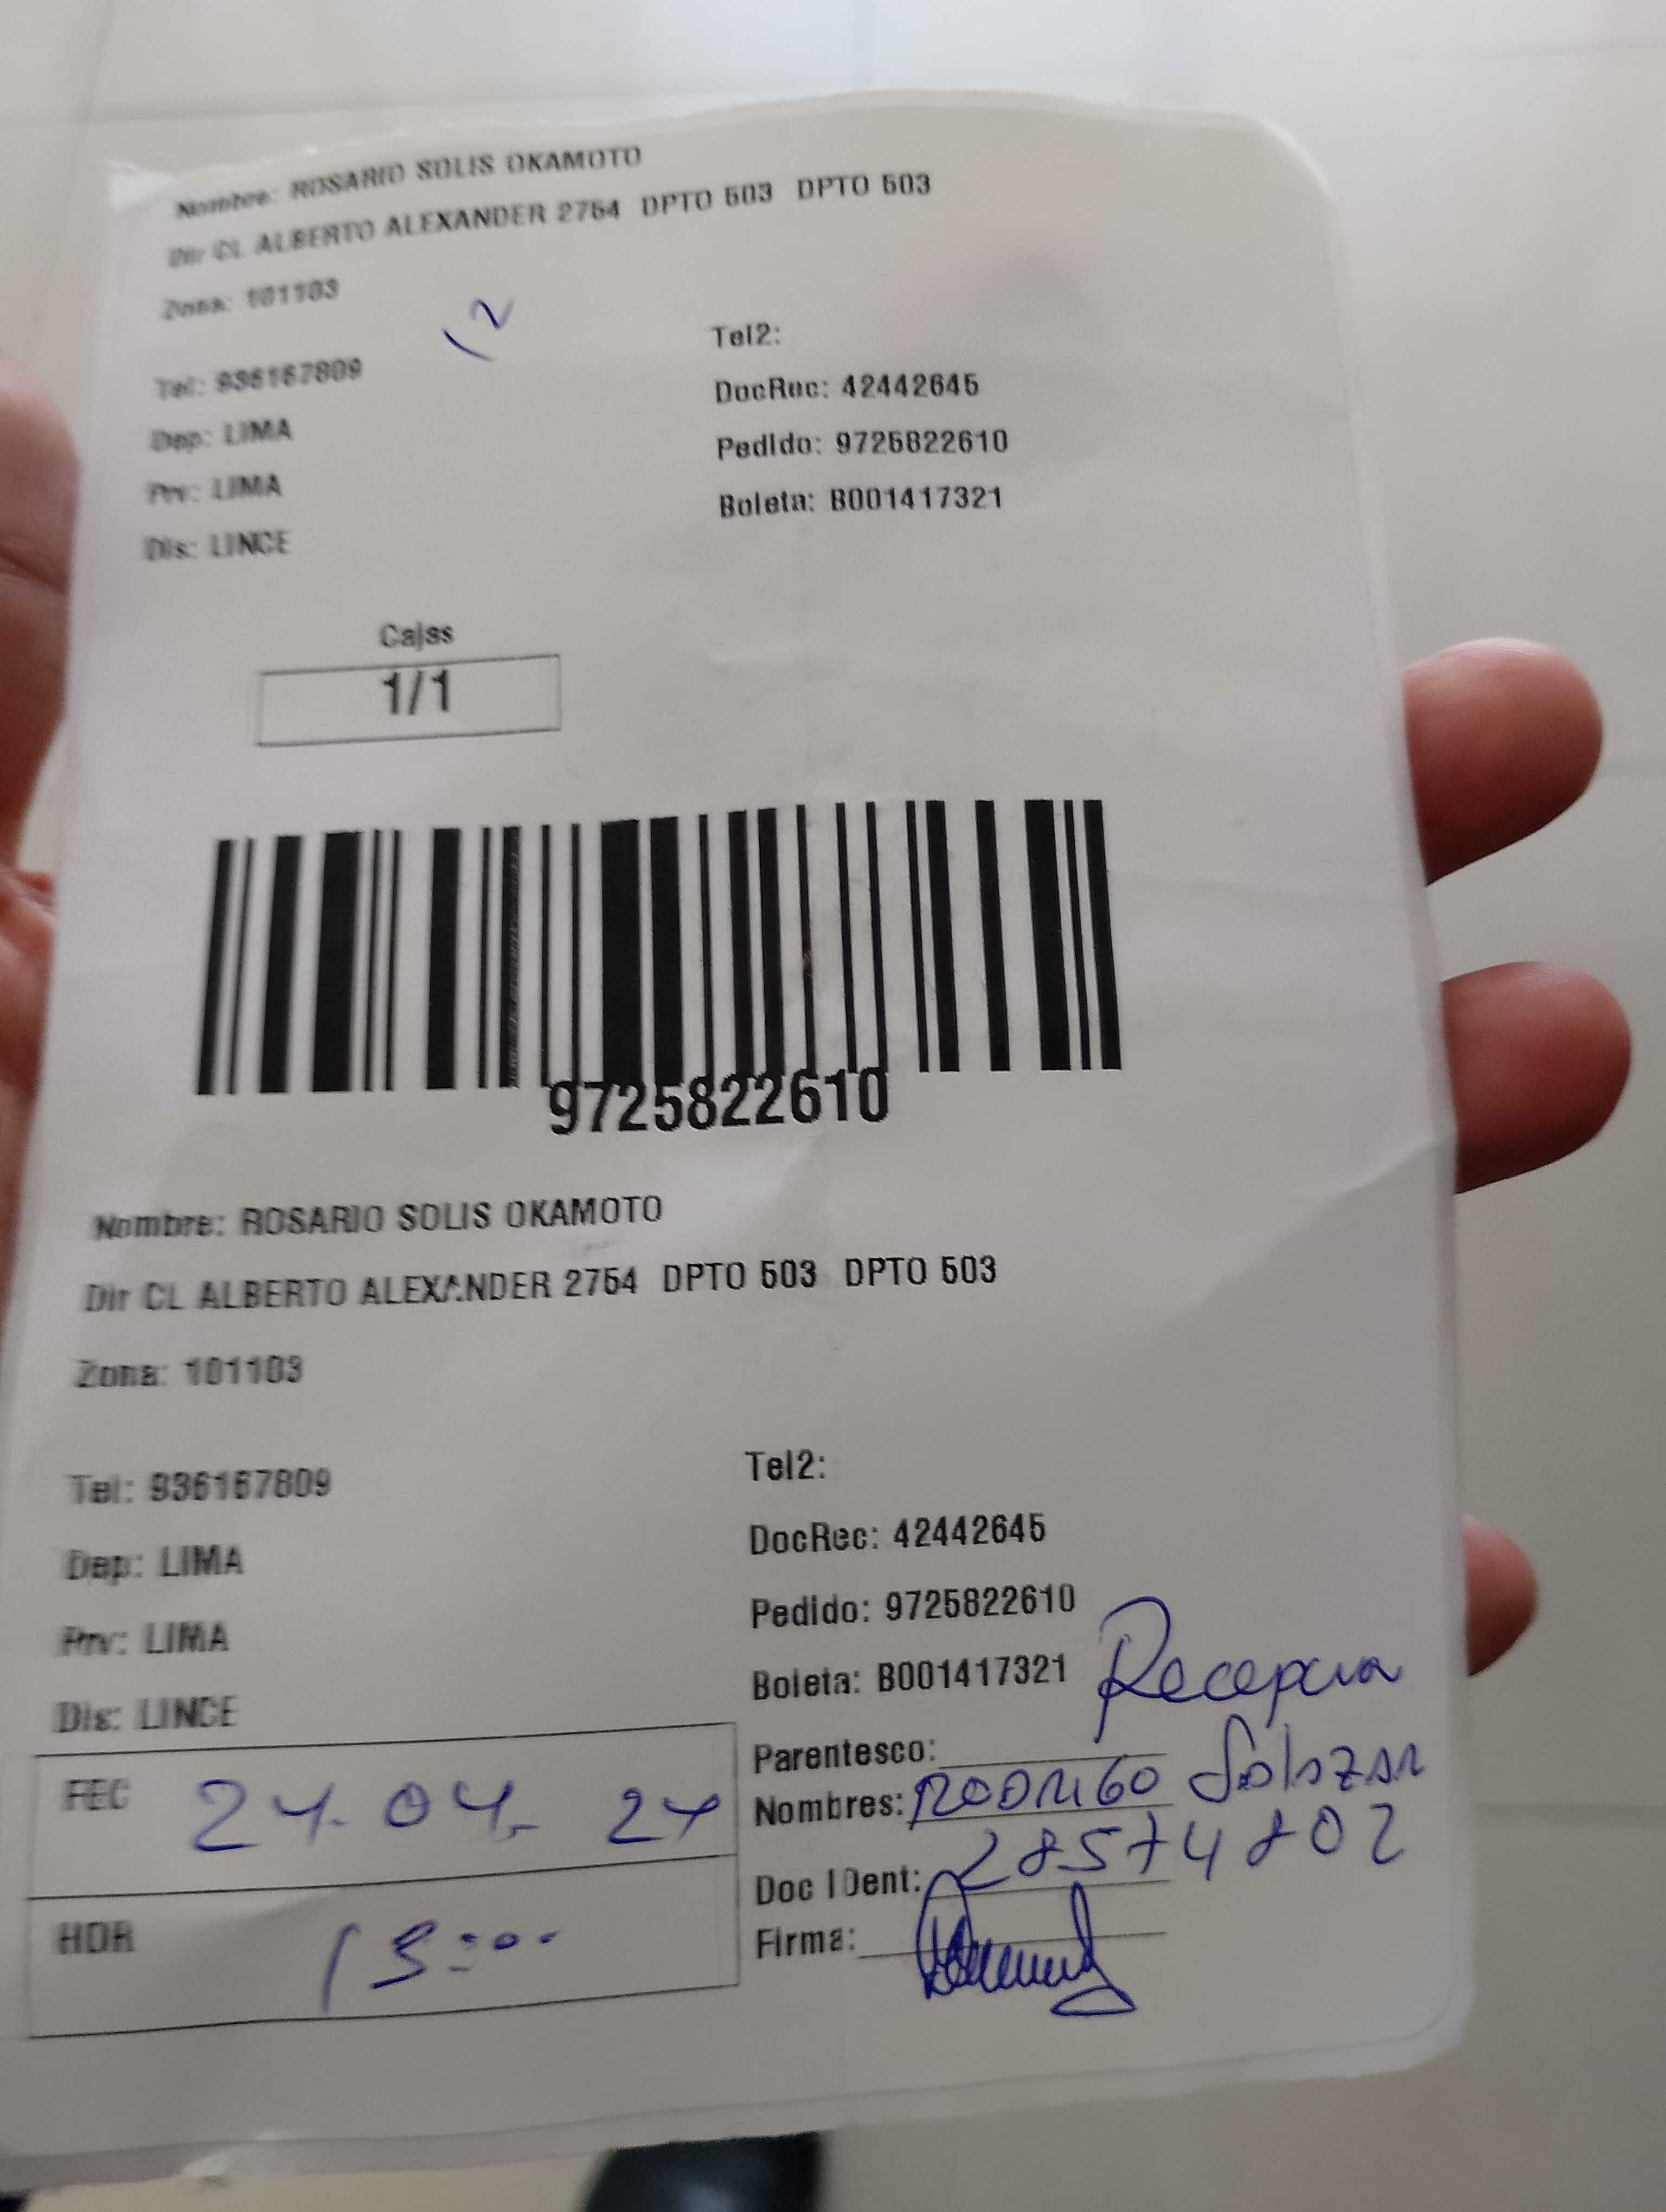 Nombre: ROSARIO SOLIS OKAMOTO
Dir CL ALBERTO ALEXANDER 2754 DPTO 503 DPTO 503
Zona: 101103
Tel: 936167809
Tel2:
Dep: LIMA
DocRec: 42442645
Prv: LIMA
Pedido: 9725822610
Dis: LINCE
Boleta: B001417321
Cajas
1/1
9725822610
Nombre: ROSARIO SOLIS OKAMOTO
Dir CL ALBERTO ALEXANDER 2754 DPTO 503 DPTO 503
Zona: 101103
Tel: 936167809
Tel2:
Dep: LIMA
DocRec: 42442645
Prv: LIMA
Pedido: 9725822610
Dis: LINCE
Boleta: B001417321
Parentesco:
FEC 24.04.24
Nombres: RODRIGO Salazar
Doc IDent: 28574802
HOR 13:00
Firma: